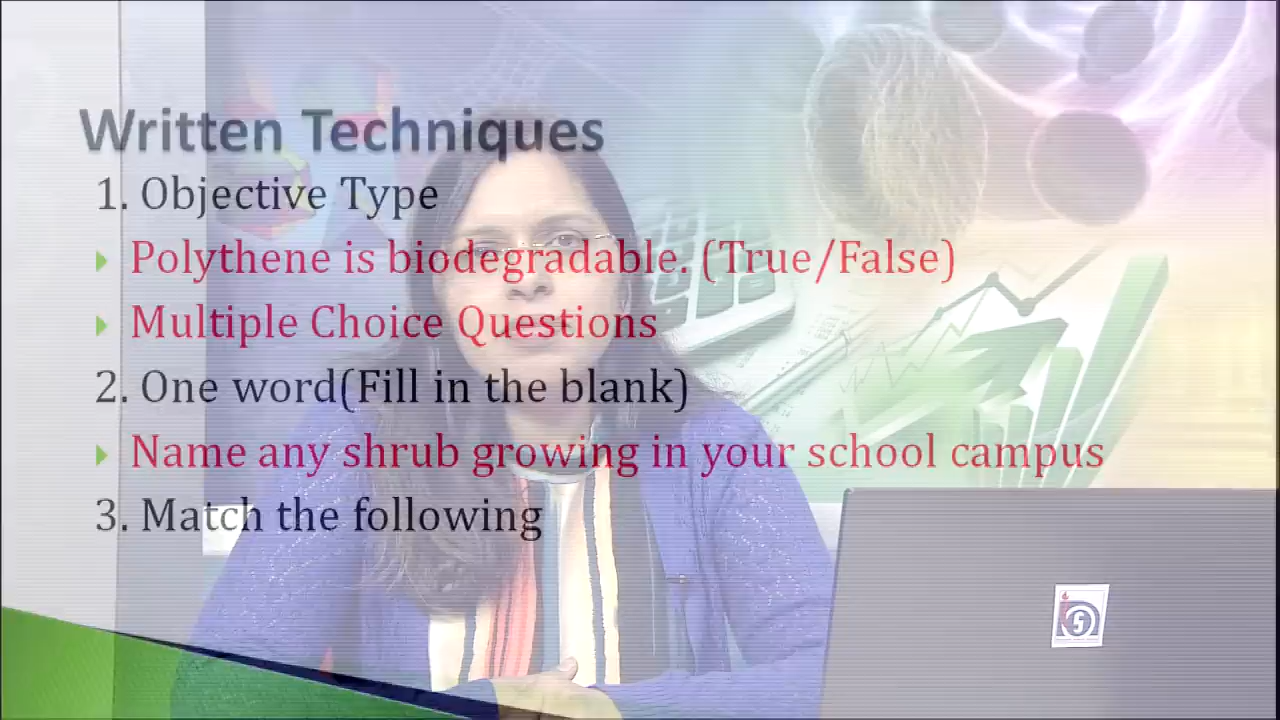 Written Techniques
1. Objective Type
Polythene is biodegradable. (True/False)
Multiple Choice Questions
2. One word(Fill in the blank)
Name any shrub growing in your school campus
3. Match the following